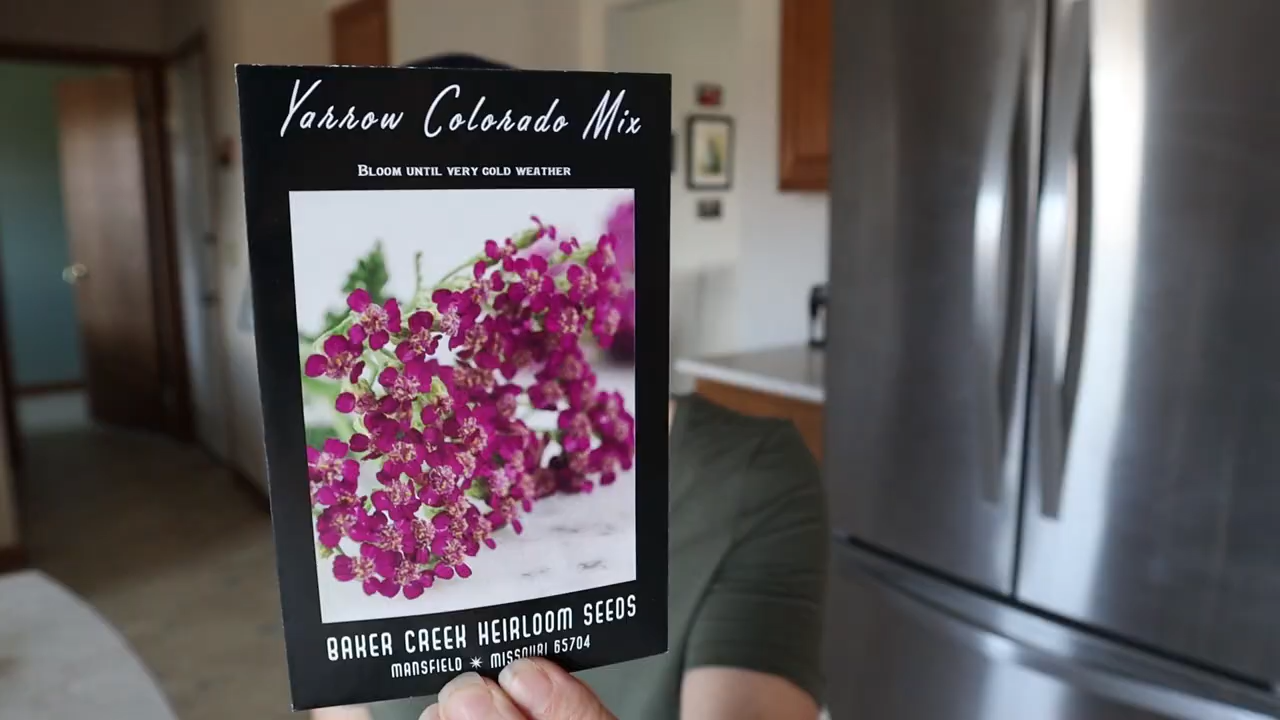 Yarrow Colorado Mix
BLOOM UNTIL VERY COLD WEATHER
BAKER CREEK HEIRLOOM SEEDS
MANSFIELD ✷ MISSOURI 65704